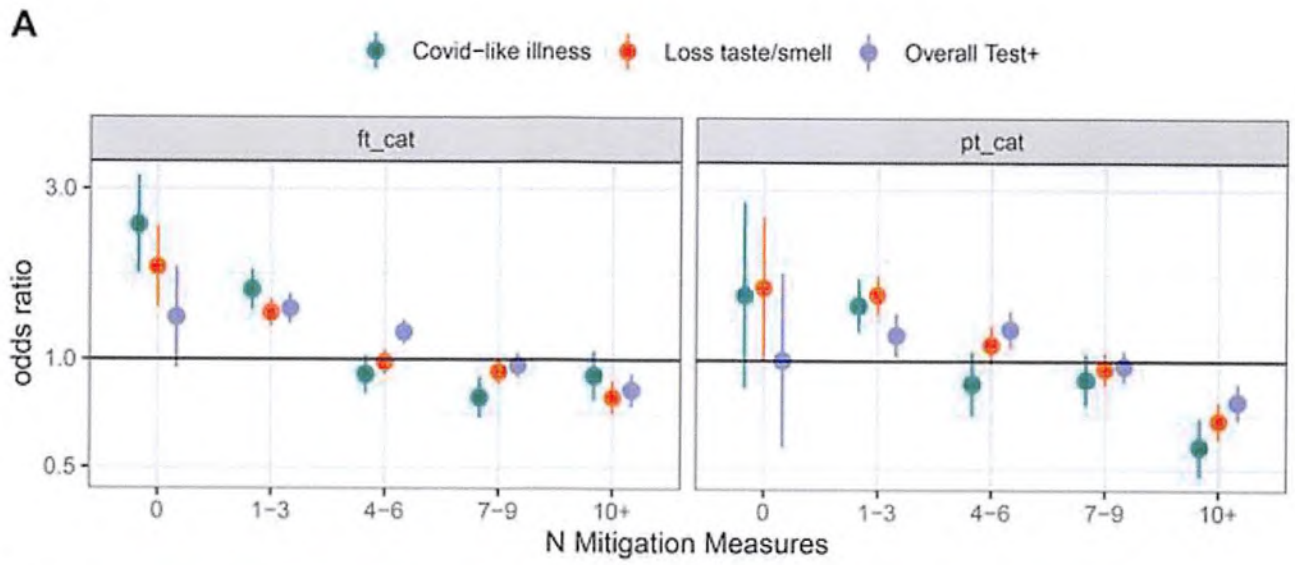 A
Covid-like illness Loss taste/smell Overall Test+
ft_cat pt_cat
3.0
1.0
0.5
odds ratio
0 1-3 4-6 7-9 10+ 0 1-3 4-6 7-9 10+
N Mitigation Measures